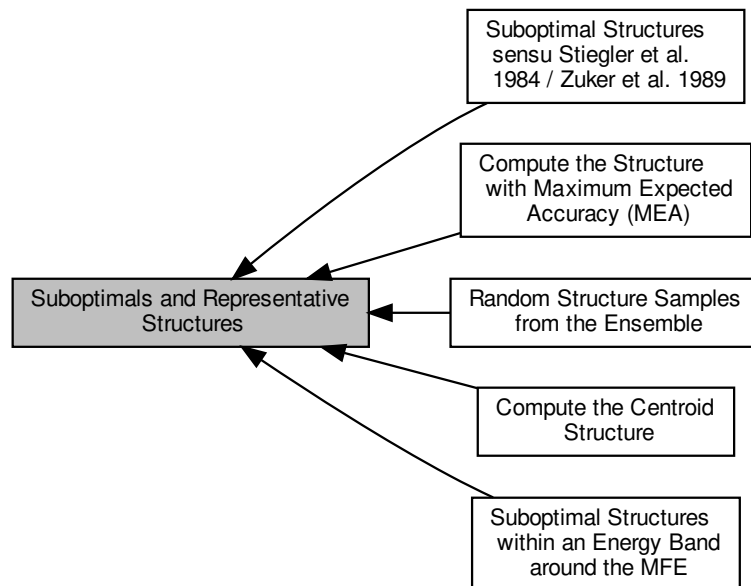 Suboptimal Structures
sensu Stiegler et al.
1984 / Zuker et al. 1989
Compute the Structure
with Maximum Expected
Accuracy (MEA)
Suboptimals and Representative
Structures
Random Structure Samples
from the Ensemble
Compute the Centroid
Structure
Suboptimal Structures
within an Energy Band
around the MFE